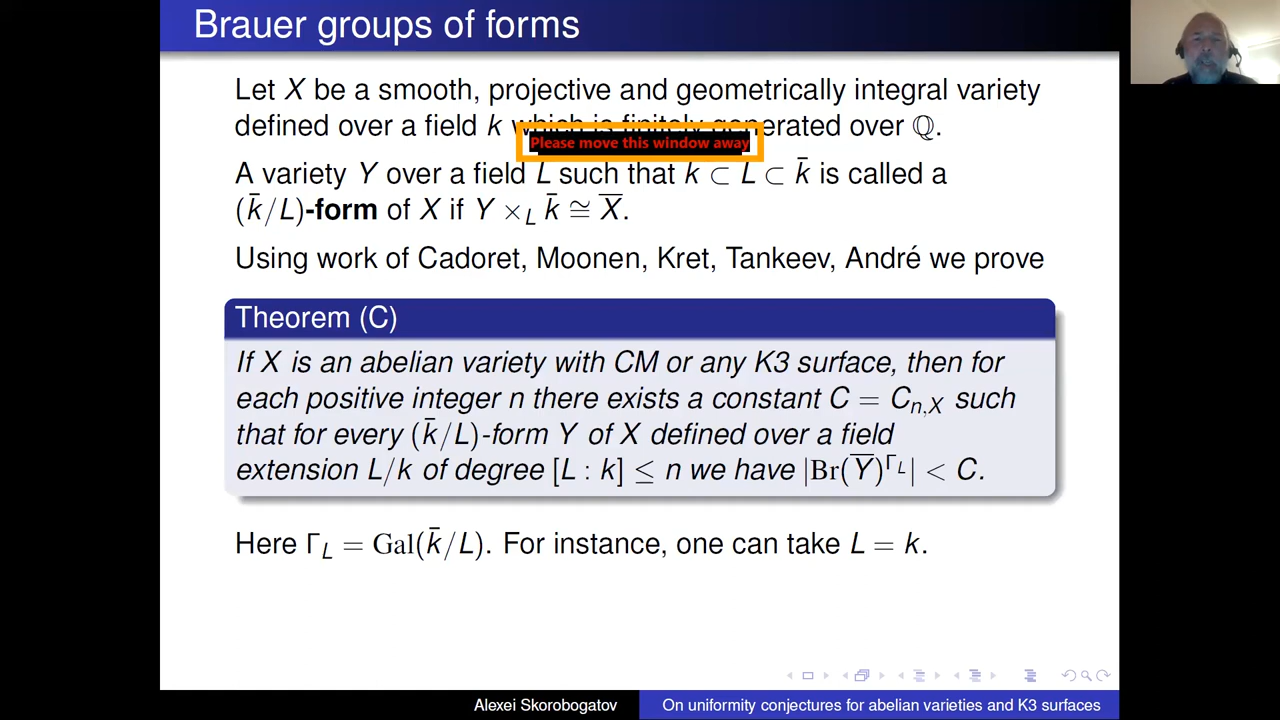 Brauer groups of forms
Let X be a smooth, projective and geometrically integral variety
defined over a field k which is finitely generated over ℚ.
Please move this window away
A variety Y over a field L such that k ⊂ L ⊂ k̄ is called a
(k̄/L)-form of X if Y ×_L k̄ ≅ X̅.
Using work of Cadoret, Moonen, Kret, Tankeev, André we prove
Theorem (C)
If X is an abelian variety with CM or any K3 surface, then for
each positive integer n there exists a constant C = C_{n,X} such
that for every (k̄/L)-form Y of X defined over a field
extension L/k of degree [L : k] ≤ n we have |Br(Y̅)^{Γ_L}| < C.
Here Γ_L = Gal(k̄/L). For instance, one can take L = k.
Alexei Skorobogatov
On uniformity conjectures for abelian varieties and K3 surfaces